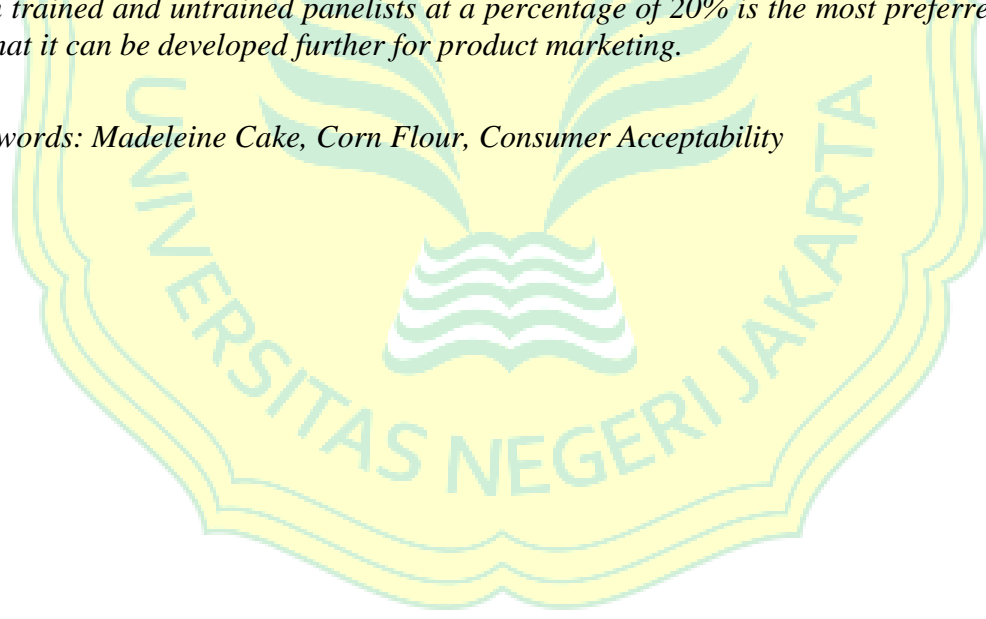 trained and untrained panelists at a percentage of 20% is the most preferre
hat it can be developed further for product marketing.
words: Madeleine Cake, Corn Flour, Consumer Acceptability
UNIVERSITAS NEGERI JAKARTA